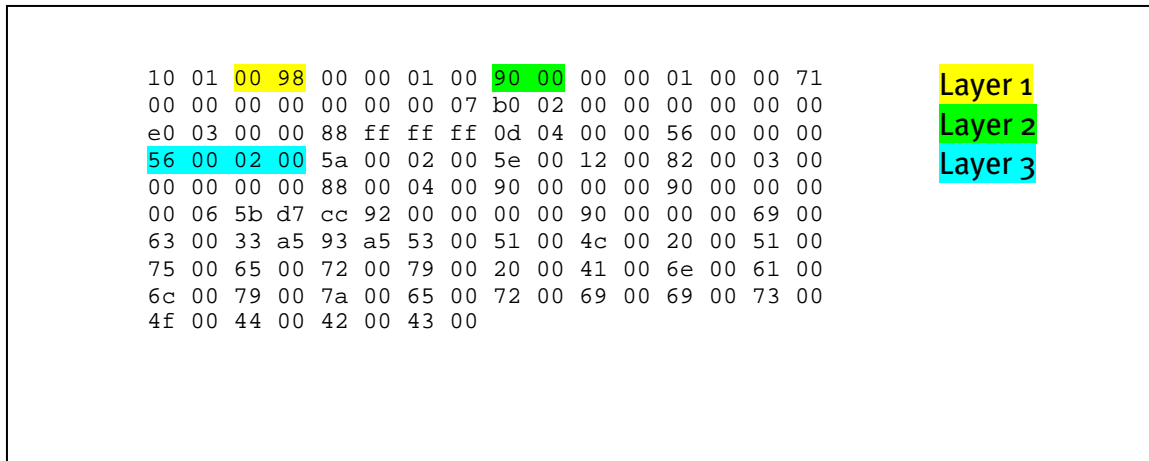 10 01 00 98 00 00 01 00 90 00 00 00 01 00 00 71
00 00 00 00 00 00 00 07 b0 02 00 00 00 00 00 00
e0 03 00 00 88 ff ff ff 0d 04 00 00 56 00 00 00
56 00 02 00 5a 00 02 00 5e 00 12 00 82 00 03 00
00 00 00 00 88 00 04 00 90 00 00 00 90 00 00 00
00 06 5b d7 cc 92 00 00 00 00 90 00 00 00 69 00
63 00 33 a5 93 a5 53 00 51 00 4c 00 20 00 51 00
75 00 65 00 72 00 79 00 20 00 41 00 6e 00 61 00
6c 00 79 00 7a 00 65 00 72 00 69 00 69 00 73 00
4f 00 44 00 42 00 43 00
Layer 1
Layer 2
Layer 3